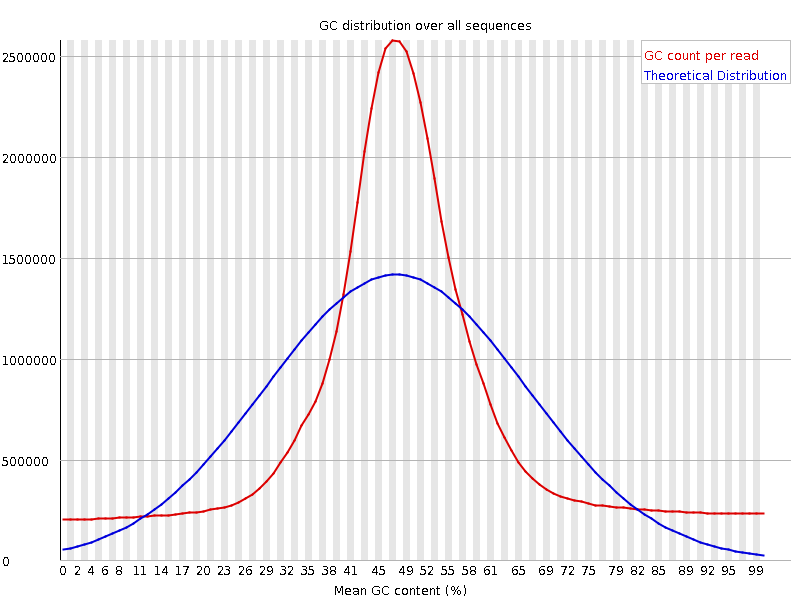 GC distribution over all sequences
GC count per read
Theoretical Distribution
2500000
2000000
1500000
1000000
500000
0
0 2 4 6 8 11 14 17 20 23 26 29 32 35 38 41 45 49 52 55 58 61 65 69 72 75 79 82 85 89 92 95 99
Mean GC content (%)